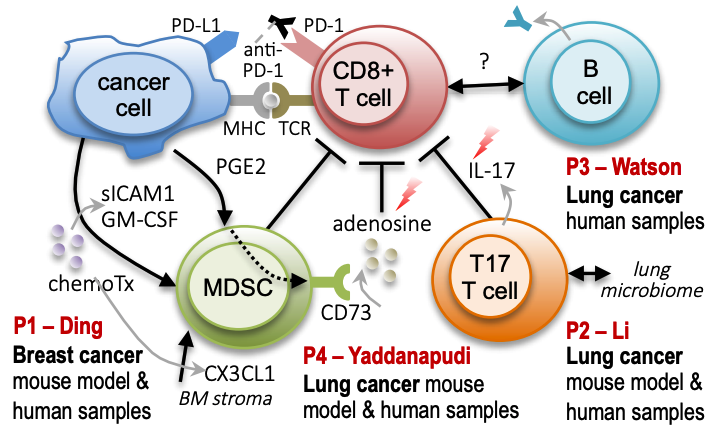 PD-L1
PD-1
anti-
PD-1
cancer
cell
CD8+
T cell
?
B
cell
MHC
TCR
PGE2
IL-17
P3 – Watson
Lung cancer
human samples
sICAM1
GM-CSF
adenosine
chemoTx
MDSC
CD73
T17
T cell
lung
microbiome
P1 – Ding
Breast cancer
mouse model &
human samples
CX3CL1
BM stroma
P4 – Yaddanapudi
Lung cancer mouse
model & human samples
P2 – Li
Lung cancer
mouse model &
human samples